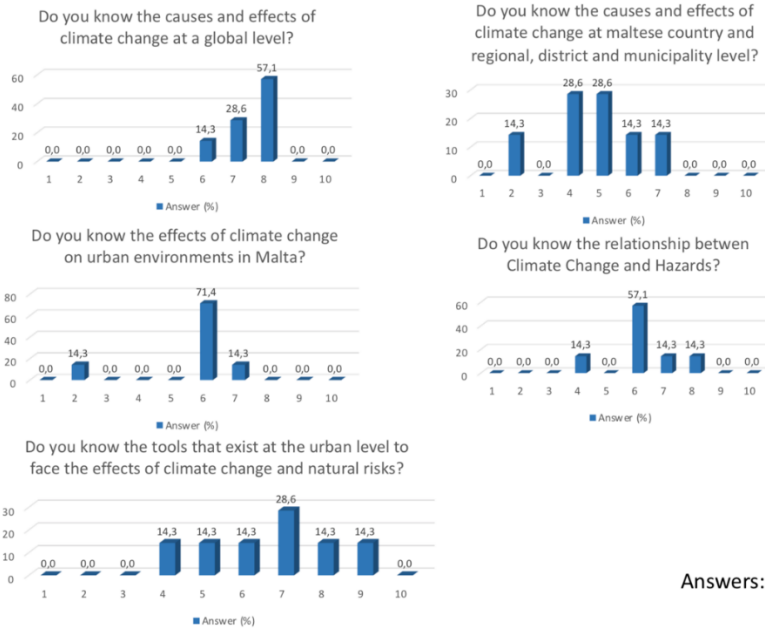 Do you know the causes and effects of
climate change at a global level?
60
40
20
0
0,0 0,0 0,0 0,0 0,0 14,3 28,6 57,1 0,0 0,0
1 2 3 4 5 6 7 8 9 10
Answer (%)
Do you know the causes and effects of
climate change at maltese country and
regional, district and municipality level?
30
20
10
0
0,0 14,3 0,0 28,6 28,6 14,3 14,3 0,0 0,0 0,0
1 2 3 4 5 6 7 8 9 10
Answer (%)
Do you know the effects of climate change
on urban environments in Malta?
80
60
40
20
0
0,0 14,3 0,0 0,0 0,0 71,4 14,3 0,0 0,0 0,0
1 2 3 4 5 6 7 8 9 10
Answer (%)
Do you know the relationship betwen
Climate Change and Hazards?
60
40
20
0
0,0 0,0 0,0 14,3 0,0 57,1 14,3 14,3 0,0 0,0
1 2 3 4 5 6 7 8 9 10
Answer (%)
Do you know the tools that exist at the urban level to
face the effects of climate change and natural risks?
30
20
10
0
0,0 0,0 0,0 14,3 14,3 14,3 28,6 14,3 14,3 0,0
1 2 3 4 5 6 7 8 9 10
Answer (%)
Answers: